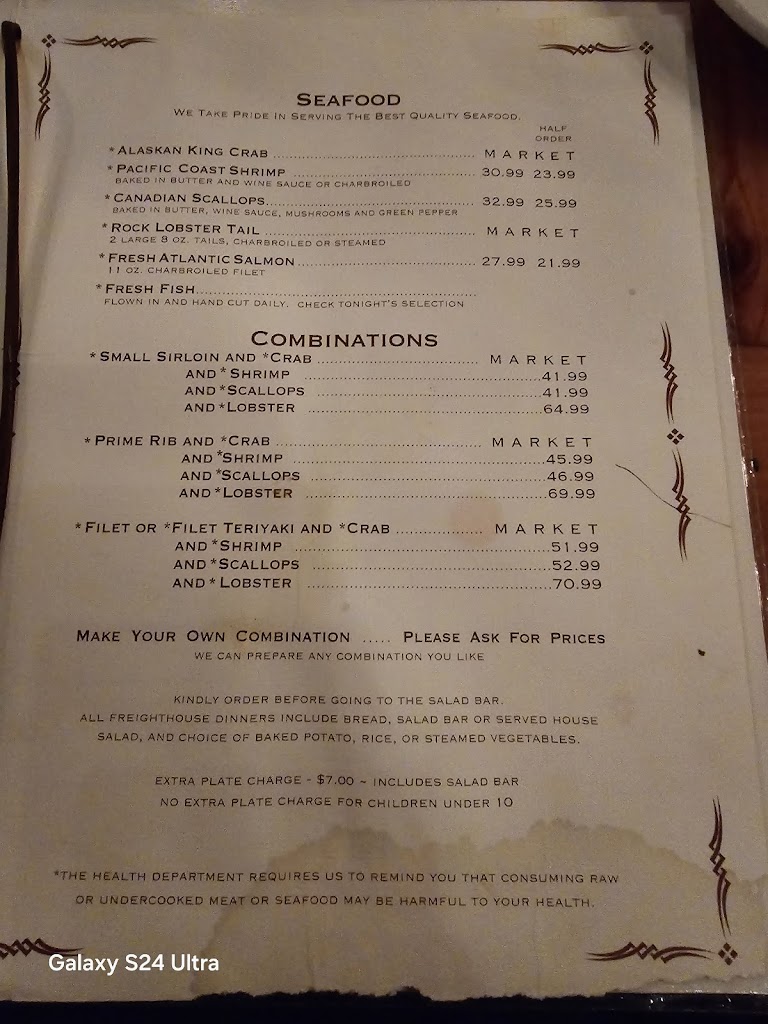 SEAFOOD
WE TAKE PRIDE IN SERVING THE BEST QUALITY SEAFOOD.
HALF
ORDER
*ALASKAN KING CRAB ........................................ MARKET
*PACIFIC COAST SHRIMP ........................................ 30.99 23.99
BAKED IN BUTTER AND WINE SAUCE OR CHARBROILED
*CANADIAN SCALLOPS........................................ 32.99 25.99
BAKED IN BUTTER, WINE SAUCE, MUSHROOMS AND GREEN PEPPER
*ROCK LOBSTER TAIL ........................................ MARKET
2 LARGE 8 OZ. TAILS, CHARBROILED OR STEAMED
*FRESH ATLANTIC SALMON........................................ 27.99 21.99
11 OZ. CHARBROILED FILET
*FRESH FISH........................................
FLOWN IN AND HAND CUT DAILY. CHECK TONIGHT'S SELECTION
COMBINATIONS
*SMALL SIRLOIN AND *CRAB ........................................ MARKET
AND *SHRIMP ........................................41.99
AND *SCALLOPS ........................................41.99
AND *LOBSTER ........................................64.99
*PRIME RIB AND *CRAB ........................................ MARKET
AND *SHRIMP ........................................45.99
AND *SCALLOPS ........................................46.99
AND *LOBSTER ........................................69.99
*FILET OR *FILET TERIYAKI AND *CRAB .................... MARKET
AND *SHRIMP ........................................51.99
AND *SCALLOPS ........................................52.99
AND *LOBSTER ........................................70.99
MAKE YOUR OWN COMBINATION ..... PLEASE ASK FOR PRICES
WE CAN PREPARE ANY COMBINATION YOU LIKE
KINDLY ORDER BEFORE GOING TO THE SALAD BAR.
ALL FREIGHTHOUSE DINNERS INCLUDE BREAD, SALAD BAR OR SERVED HOUSE
SALAD, AND CHOICE OF BAKED POTATO, RICE, OR STEAMED VEGETABLES.
EXTRA PLATE CHARGE - $7.00 ~ INCLUDES SALAD BAR
NO EXTRA PLATE CHARGE FOR CHILDREN UNDER 10
*THE HEALTH DEPARTMENT REQUIRES US TO REMIND YOU THAT CONSUMING RAW
OR UNDERCOOKED MEAT OR SEAFOOD MAY BE HARMFUL TO YOUR HEALTH.
Galaxy S24 Ultra